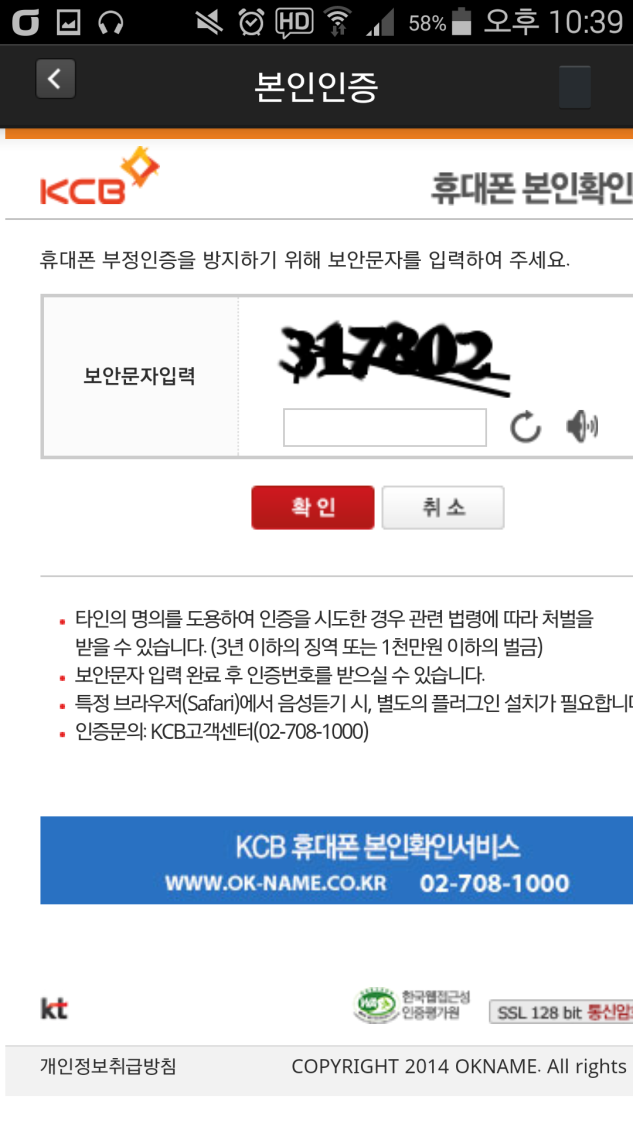 58% 오후 10:39
본인인증
KCB 휴대폰 본인확인
휴대폰 부정인증을 방지하기 위해 보안문자를 입력하여 주세요.
보안문자입력
확인 취소
타인의 명의를 도용하여 인증을 시도한 경우 관련 법령에 따라 처벌을
받을 수 있습니다. (3년 이하의 징역 또는 1천만원 이하의 벌금)
보안문자 입력 완료 후 인증번호를 받으실 수 있습니다.
특정 브라우저(Safari)에서 음성듣기 시, 별도의 플러그인 설치가 필요합니
인증문의: KCB고객센터(02-708-1000)
KCB 휴대폰 본인확인서비스
WWW.OK-NAME.CO.KR 02-708-1000
kt
한국웹접근성
인증평가원
SSL 128 bit 통신암
개인정보취급방침 COPYRIGHT 2014 OKNAME. All rights